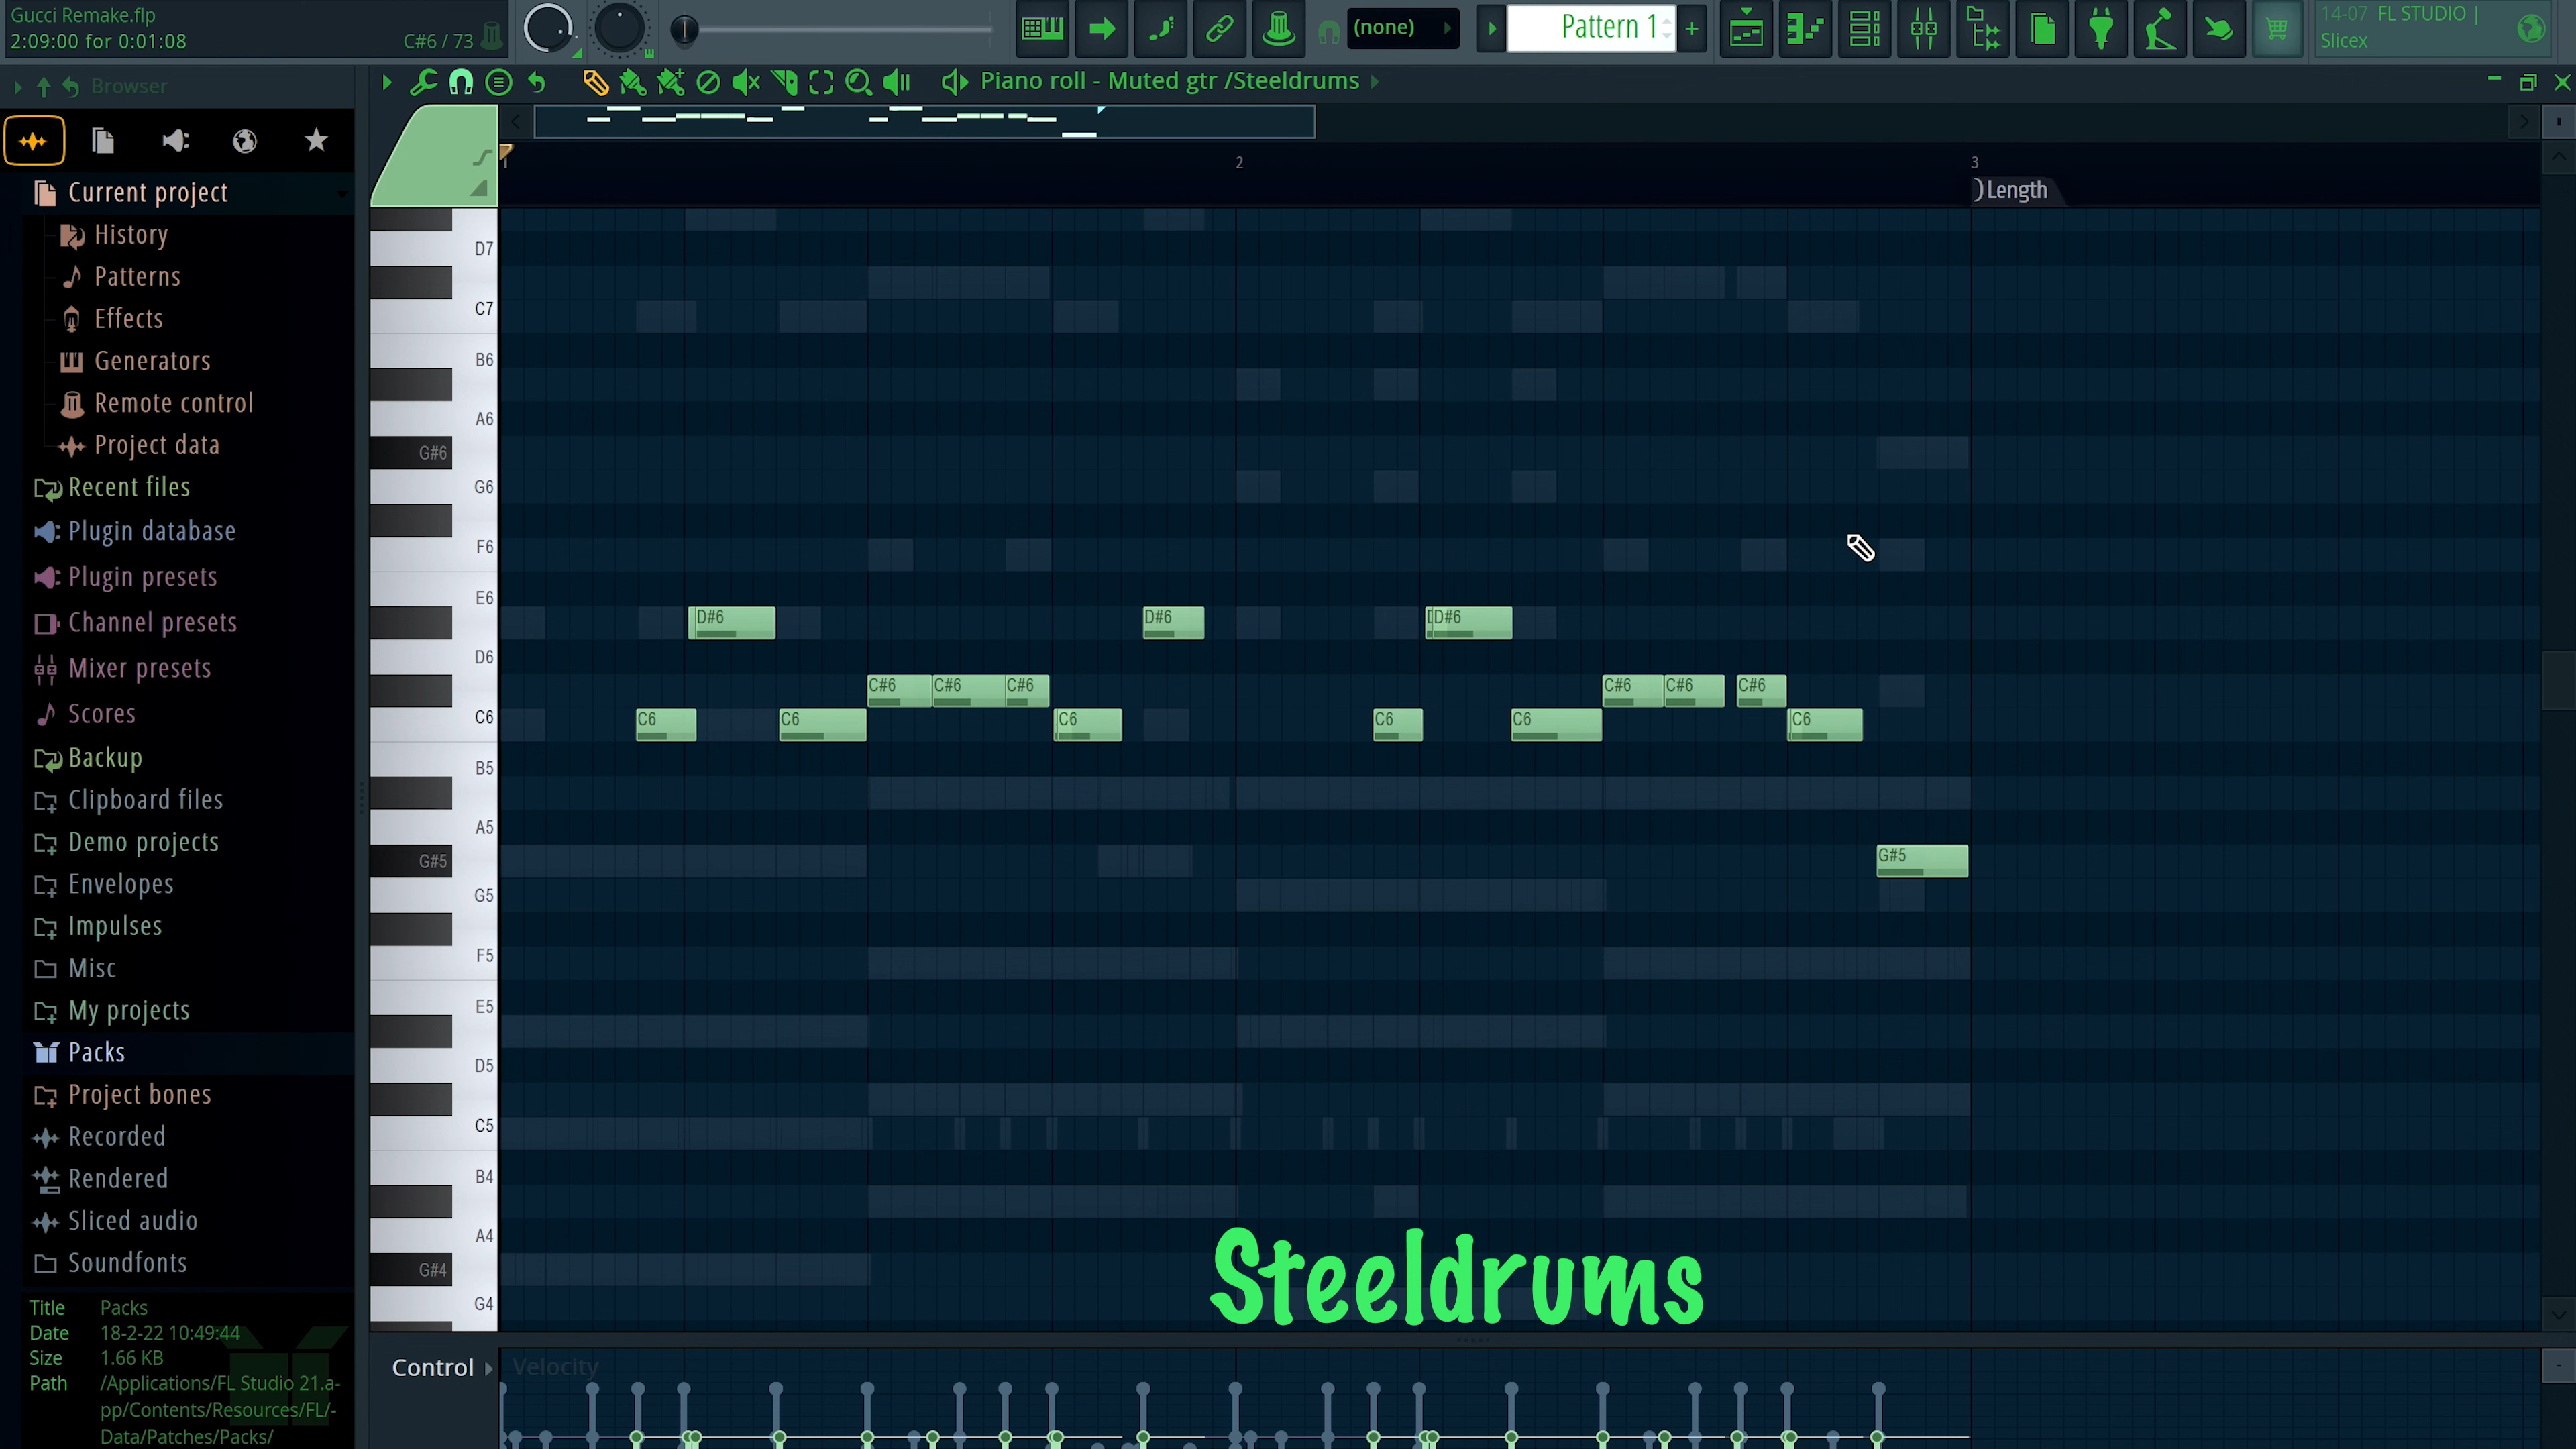 Gucci Remake.flp
2:09:00 for 0:01:08
C#6 / 73
(none)
Pattern 1
+
14-07 FL STUDIO |
Slicex
Browser
Piano roll - Muted gtr /Steeldrums
Current project
History
Patterns
Effects
Generators
Remote control
Project data
Recent files
Plugin database
Plugin presets
Channel presets
Mixer presets
Scores
Backup
Clipboard files
Demo projects
Envelopes
Impulses
Misc
My projects
Packs
Project bones
Recorded
Rendered
Sliced audio
Soundfonts
Title Packs
Date 18-2-22 10:49:44
Size 1.66 KB
Path /Applications/FL Studio 21.a-
pp/Contents/Resources/FL/-
Data/Patches/Packs/
1 2 3
Length
D7
C7
B6
A6
G#6
G6
F6
E6
D#6 D#6 D#6
D6
C#6 C#6 C#6 C#6 C#6 C#6
C6 C6 C6 C6 C6 C6 C6
B5
A5
G#5 G#5
G5
F5
E5
D5
C5
B4
A4
G#4
G4
Steeldrums
Control Velocity